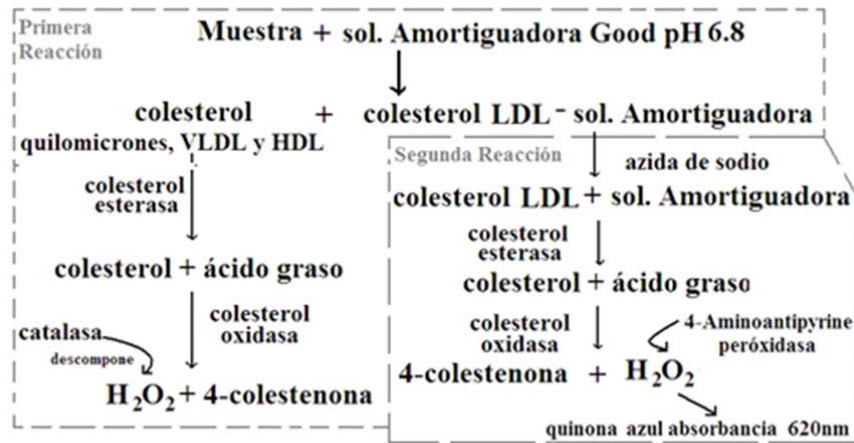 Primera
Reacción
Muestra + sol. Amortiguadora Good pH 6.8
colesterol + colesterol LDL - sol. Amortiguadora
quilomicrones, VLDL y HDL
Segunda Reacción
azida de sodio
colesterol
esterasa
colesterol LDL + sol. Amortiguadora
colesterol
esterasa
colesterol + ácido graso
colesterol + ácido graso
colesterol
oxidasa
colesterol
oxidasa
4-Aminoantipyrine
peróxidasa
catalasa
descompone
4-colestenona + H₂O₂
H₂O₂ + 4-colestenona
quinona azul absorbancia 620nm